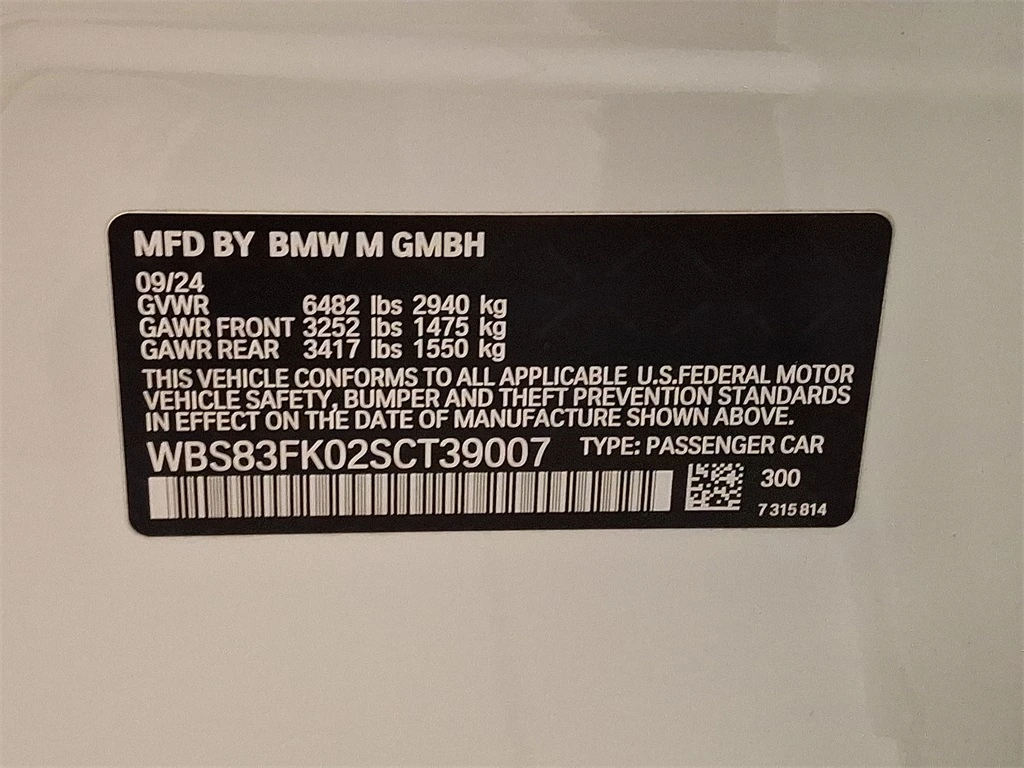 MFD BY BMW M GMBH
09/24
GVWR 6482 lbs 2940 kg
GAWR FRONT 3252 lbs 1475 kg
GAWR REAR 3417 lbs 1550 kg
THIS VEHICLE CONFORMS TO ALL APPLICABLE U.S.FEDERAL MOTOR
VEHICLE SAFETY, BUMPER AND THEFT PREVENTION STANDARDS
IN EFFECT ON THE DATE OF MANUFACTURE SHOWN ABOVE.
WBS83FK02SCT39007 TYPE: PASSENGER CAR
300
7 315 814